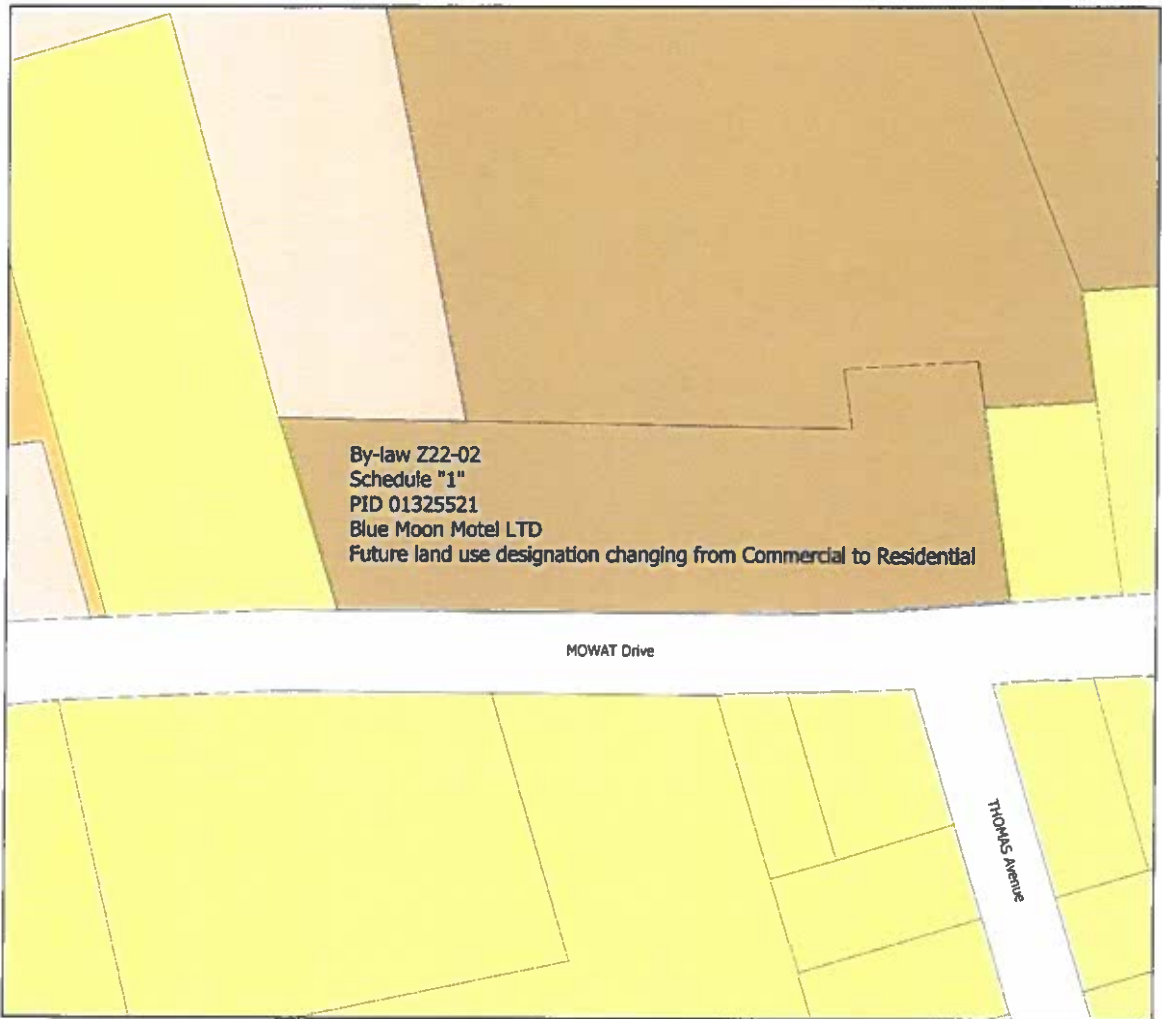 By-law Z22-02
Schedule "1"
PID 01325521
Blue Moon Motel LTD
Future land use designation changing from Commercial to Residential
MOWAT Drive
THOMAS Avenue